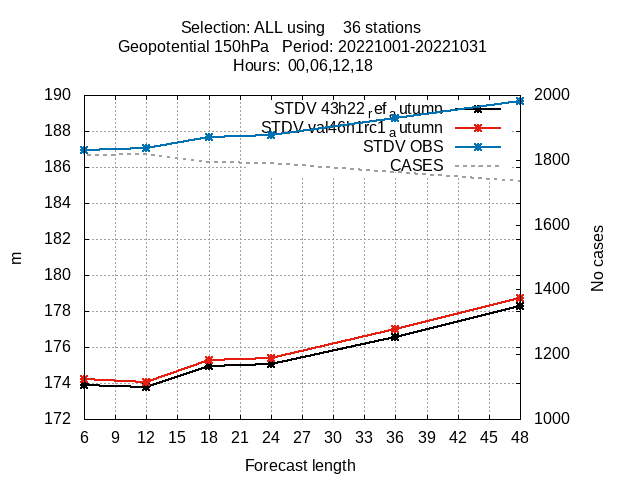 Selection: ALL using 36 stations
Geopotential 150hPa Period: 20221001-20221031
Hours: 00,06,12,18
190
188
186
184
182
180
178
176
174
172
m
2000
1800
1600
1400
1200
1000
No cases
STDV 43h22_ref_autumn
STDV val46h1rc1_autumn
STDV OBS
CASES
6 9 12 15 18 21 24 27 30 33 36 39 42 45 48
Forecast length